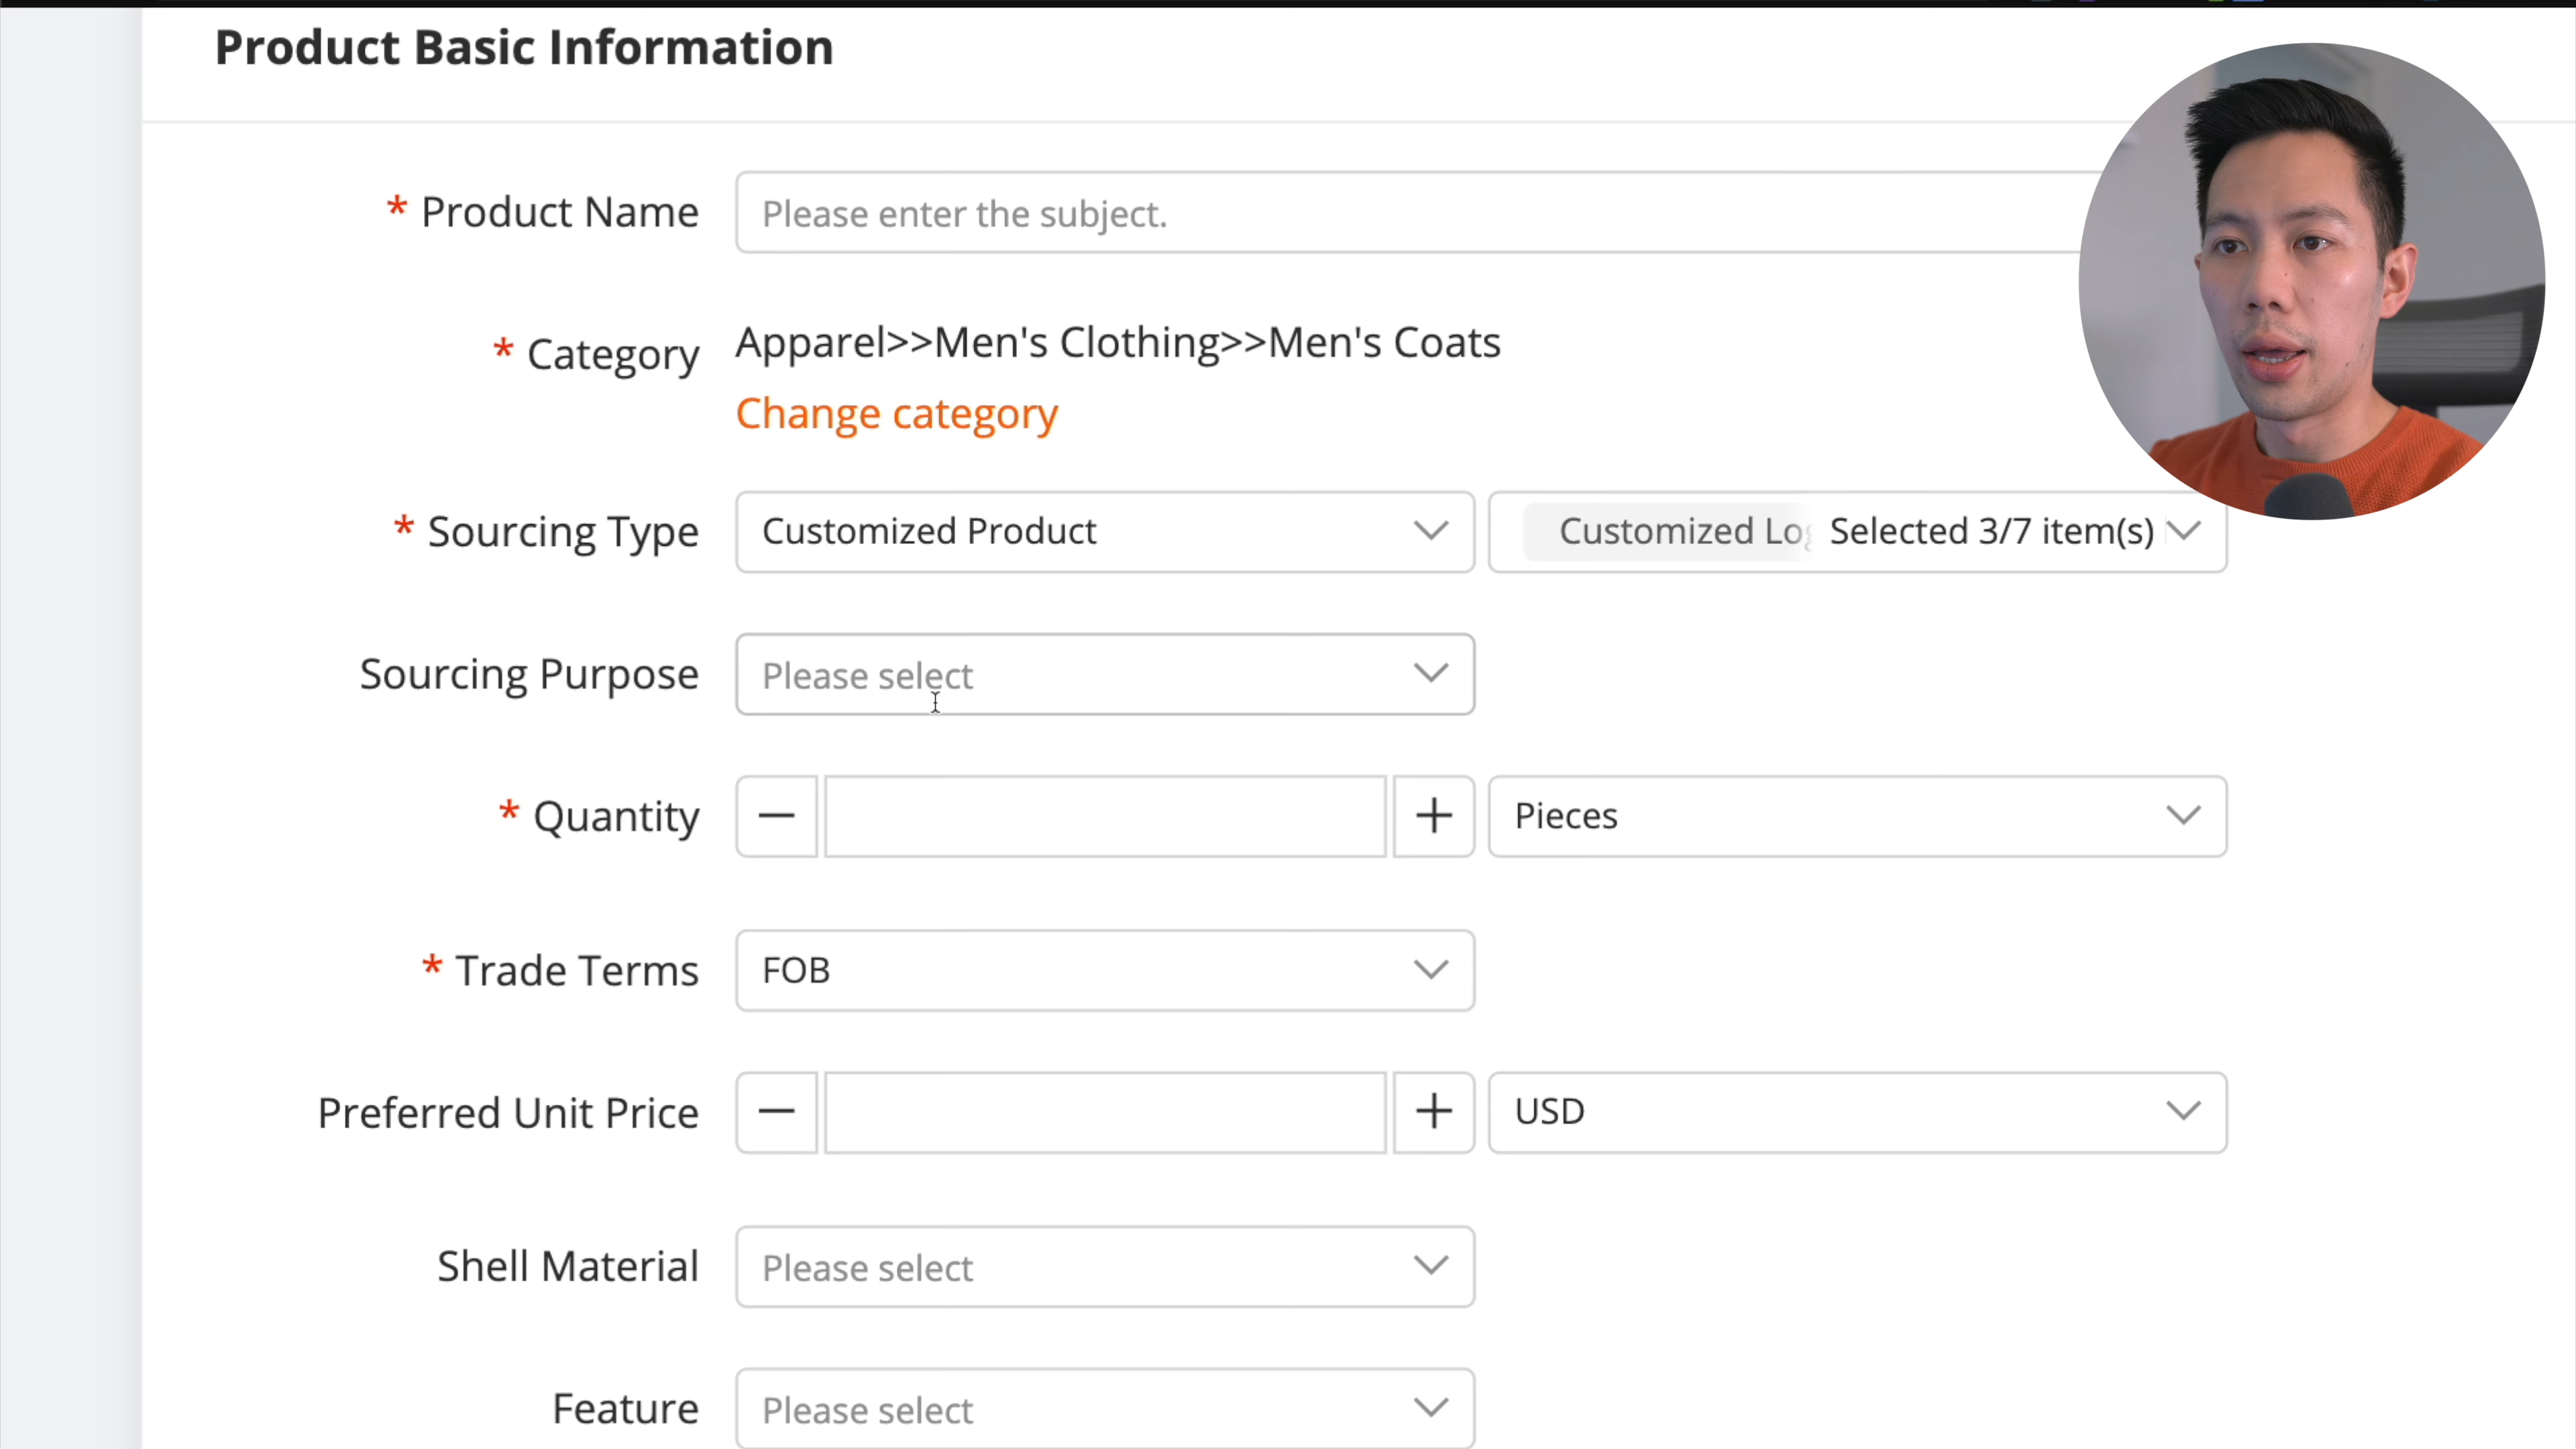 Product Basic Information
* Product Name
Please enter the subject.
* Category
Apparel>>Men's Clothing>>Men's Coats
Change category
* Sourcing Type
Customized Product
Customized Selected 3/7 item(s)
Sourcing Purpose
Please select
* Quantity
Pieces
* Trade Terms
FOB
Preferred Unit Price
USD
Shell Material
Please select
Feature
Please select